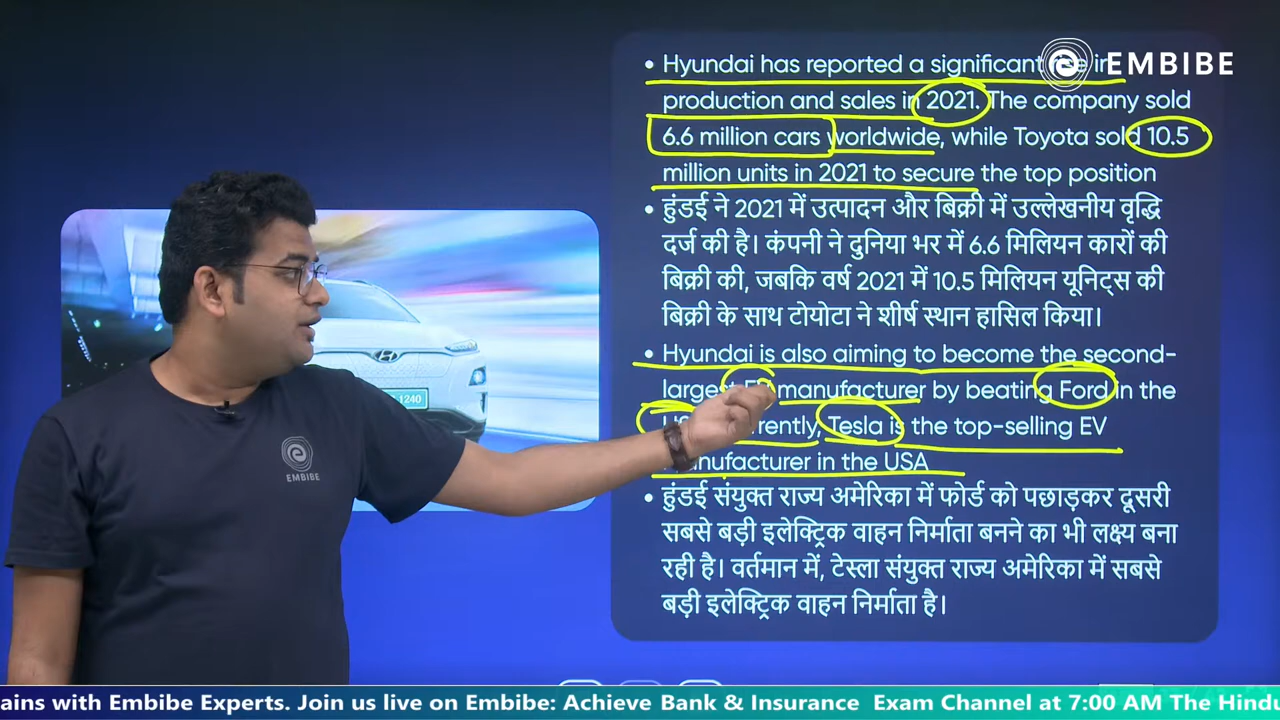 EMBIBE
• Hyundai has reported a significant in
production and sales in 2021. The company sold
6.6 million cars worldwide, while Toyota sold 10.5
million units in 2021 to secure the top position
• हुंडई ने 2021 में उत्पादन और बिक्री में उल्लेखनीय वृद्धि
दर्ज की है। कंपनी ने दुनिया भर में 6.6 मिलियन कारों की
बिक्री की, जबकि वर्ष 2021 में 10.5 मिलियन यूनिट्स की
बिक्री के साथ टोयोटा ने शीर्ष स्थान हासिल किया।
• Hyundai is also aiming to become the second-
largest EV manufacturer by beating Ford in the
Tesla is the top-selling EV
manufacturer in the USA
• हुंडई संयुक्त राज्य अमेरिका में फोर्ड को पछाड़कर दूसरी
सबसे बड़ी इलेक्ट्रिक वाहन निर्माता बनने का भी लक्ष्य बना
रही है। वर्तमान में, टेस्ला संयुक्त राज्य अमेरिका में सबसे
बड़ी इलेक्ट्रिक वाहन निर्माता है।
1240
EMBIBE
ains with Embibe Experts. Join us live on Embibe: Achieve Bank & Insurance Exam Channel at 7:00 AM The Hindu